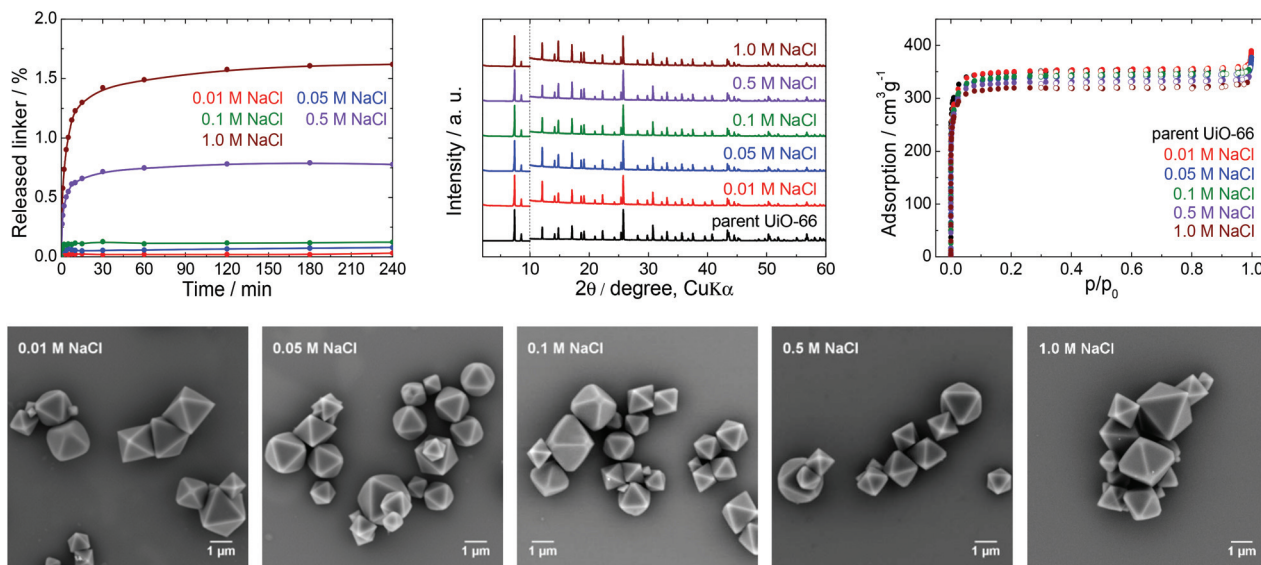 Released linker / %
2.0
1.5
1.0
0.5
0.0
0.01 M NaCl 0.05 M NaCl
0.1 M NaCl 0.5 M NaCl
1.0 M NaCl
0 30 60 90 120 150 180 210 240
Time / min
Intensity / a. u.
1.0 M NaCl
0.5 M NaCl
0.1 M NaCl
0.05 M NaCl
0.01 M NaCl
parent UiO-66
10 20 30 40 50 60
2θ / degree, CuKα
Adsorption / cm³g⁻¹
400
350
300
250
200
150
100
50
0
parent UiO-66
0.01 M NaCl
0.05 M NaCl
0.1 M NaCl
0.5 M NaCl
1.0 M NaCl
0.0 0.2 0.4 0.6 0.8 1.0
p/p₀
0.01 M NaCl
1 µm
0.05 M NaCl
1 µm
0.1 M NaCl
1 µm
0.5 M NaCl
1 µm
1.0 M NaCl
1 µm